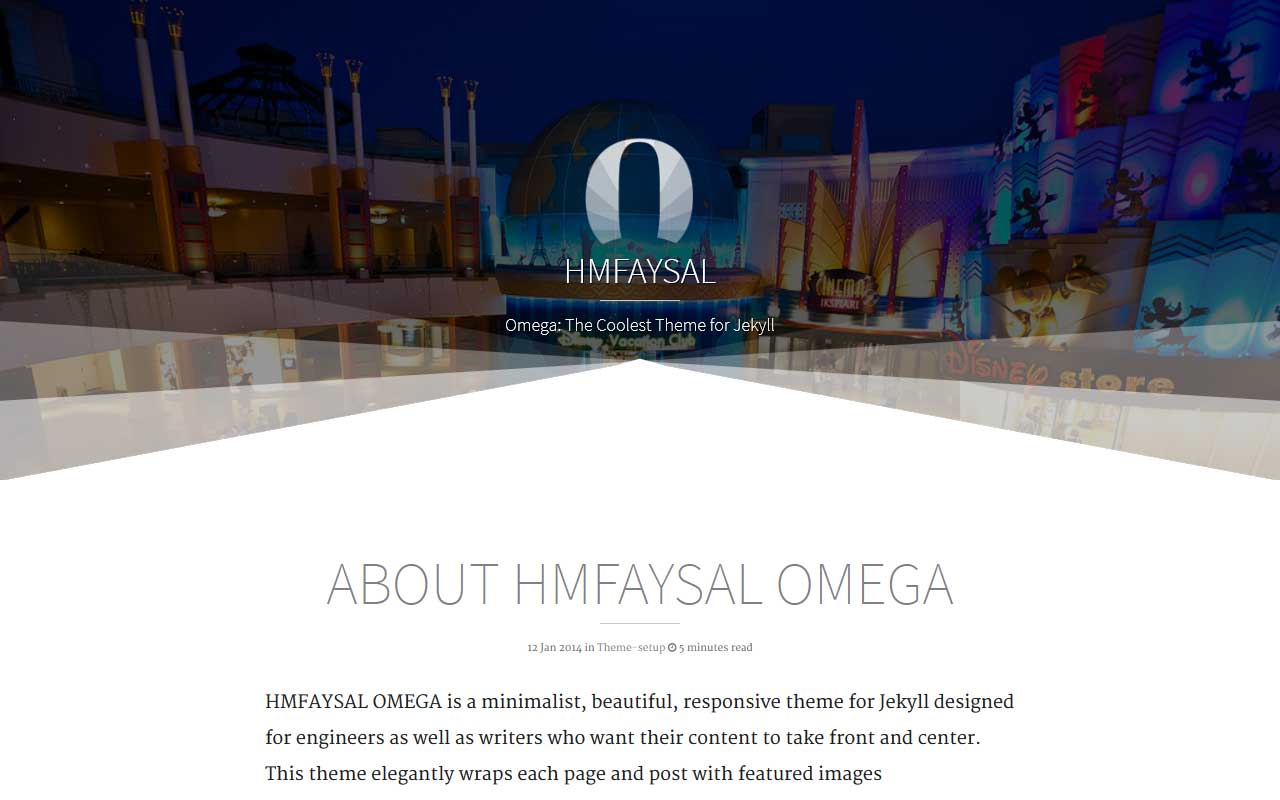 CINEMA
IKSPIARI
HMFAYSAL
Omega: The Coolest Theme for Jekyll
Disney Vacation Club
DISNEY store
ABOUT HMFAYSAL OMEGA
12 Jan 2014 in Theme-setup 5 minutes read
HMFAYSAL OMEGA is a minimalist, beautiful, responsive theme for Jekyll designed
for engineers as well as writers who want their content to take front and center.
This theme elegantly wraps each page and post with featured images